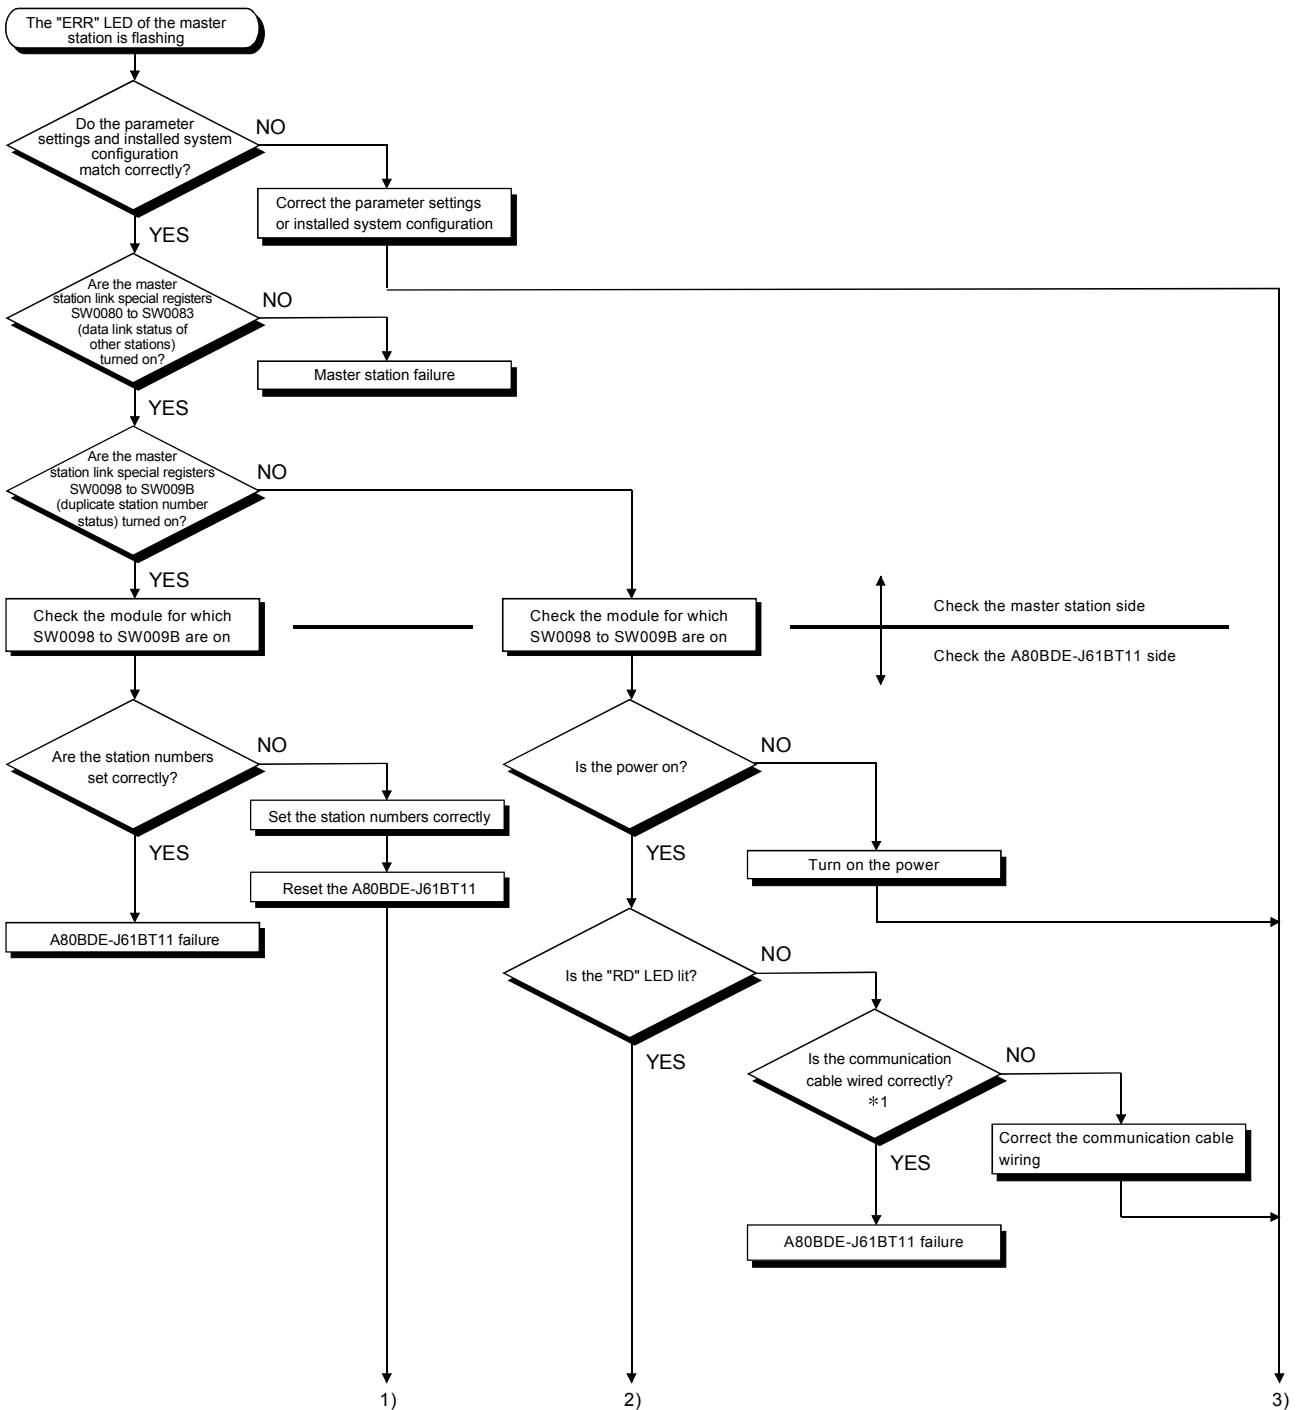 The "ERR" LED of the master
station is flashing
Do the parameter
settings and installed system
configuration
match correctly?
NO
Correct the parameter settings
or installed system configuration
YES
Are the master
station link special registers
SW0080 to SW0083
(data link status of
other stations)
turned on?
NO
Master station failure
YES
Are the master
station link special registers
SW0098 to SW009B
(duplicate station number
status) turned on?
NO
YES
Check the module for which
SW0098 to SW009B are on
Check the module for which
SW0098 to SW009B are on
Check the master station side
Check the A80BDE-J61BT11 side
Are the station numbers
set correctly?
NO
Set the station numbers correctly
Reset the A80BDE-J61BT11
YES
A80BDE-J61BT11 failure
Is the power on?
NO
Turn on the power
YES
Is the "RD" LED lit?
NO
YES
Is the communication
cable wired correctly?
*1
NO
Correct the communication cable
wiring
YES
A80BDE-J61BT11 failure
1)
2)
3)